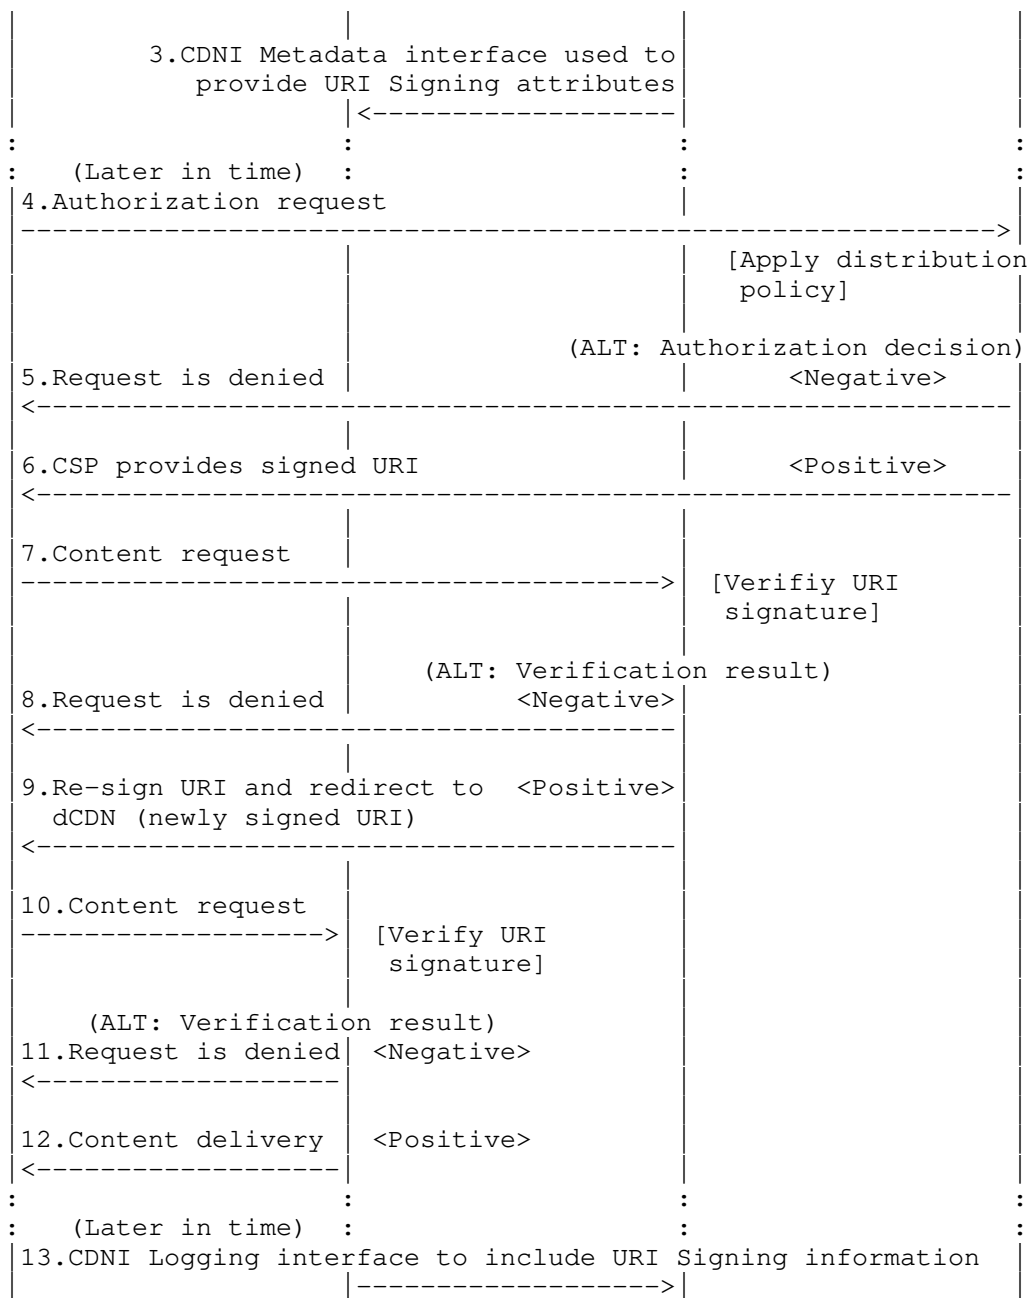 3.CDNI Metadata interface used to
provide URI Signing attributes
(Later in time)
4.Authorization request
[Apply distribution
policy]
(ALT: Authorization decision)
5.Request is denied <Negative>
6.CSP provides signed URI <Positive>
7.Content request
[Verifiy URI
signature]
(ALT: Verification result)
8.Request is denied <Negative>
9.Re-sign URI and redirect to <Positive>
dCDN (newly signed URI)
10.Content request
[Verify URI
signature]
(ALT: Verification result)
11.Request is denied <Negative>
12.Content delivery <Positive>
(Later in time)
13.CDNI Logging interface to include URI Signing information